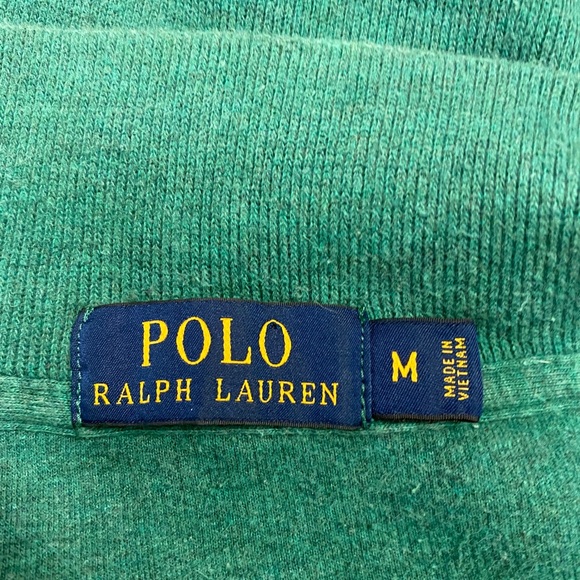 POLO
RALPH LAUREN
M
MADE IN
VIETNAM